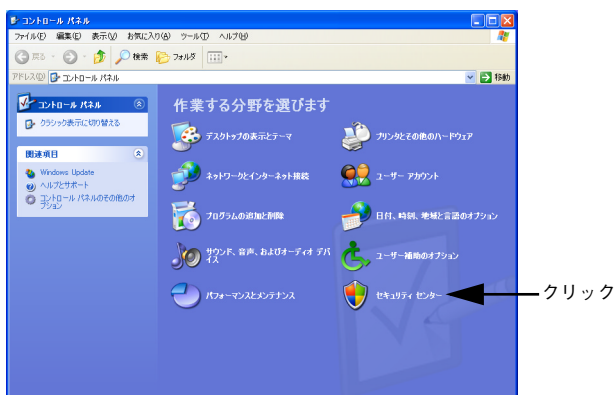 コントロール パネル
ファイル(F) 編集(E) 表示(V) お気に入り(A) ツール(T) ヘルプ(H)
戻る 検索 フォルダ
アドレス(D) コントロール パネル 移動
コントロール パネル
クラシック表示に切り替える
関連項目
Windows Update
ヘルプとサポート
コントロール パネルのその他のオ
プション
作業する分野を選びます
デスクトップの表示とテーマ
プリンタとその他のハードウェア
ネットワークとインターネット接続
ユーザー アカウント
プログラムの追加と削除
日付、時刻、地域と言語のオプション
サウンド、音声、およびオーディオ デバ
イス
ユーザー補助のオプション
パフォーマンスとメンテナンス
セキュリティ センター
クリック